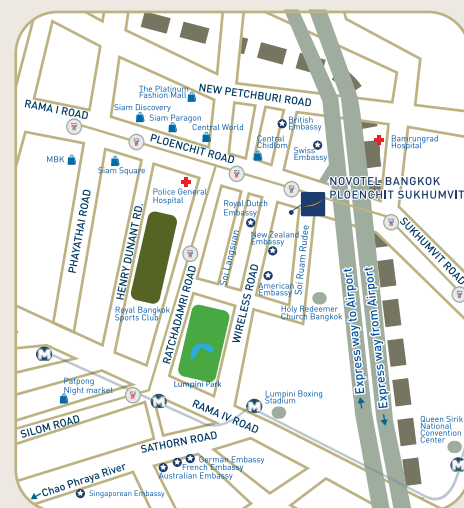 The Platinum
Fashion Mall
NEW PETCHBURI ROAD
RAMA I ROAD
Siam Discovery
Siam Paragon
Central World
British
Embassy
Swiss
Embassy
Bamrungrad
Hospital
PLOENCHIT ROAD
Central
Chidlom
MBK
Siam Square
Police General
Hospital
NOVOTEL BANGKOK
PLOENCHIT SUKHUMVIT
PHAYATHAI ROAD
HENRY DUNANT RD.
Royal Dutch
Embassy
New Zealand
Embassy
SUKHUMVIT ROAD
Soi Langsuan
Soi Ruam Rudee
American
Embassy
WIRELESS ROAD
RATCHADAMRI ROAD
Royal Bangkok
Sports Club
Holy Redeemer
Church Bangkok
Express way to Airport
Express way from Airport
Lumpini Park
M
Patpong
Night market
M
M
Lumpini Boxing
Stadium
RAMA IV ROAD
SILOM ROAD
SATHORN ROAD
Queen Sirik
National
Convention
Center
German Embassy
French Embassy
Australian Embassy
M
Chao Phraya River
Singaporean Embassy